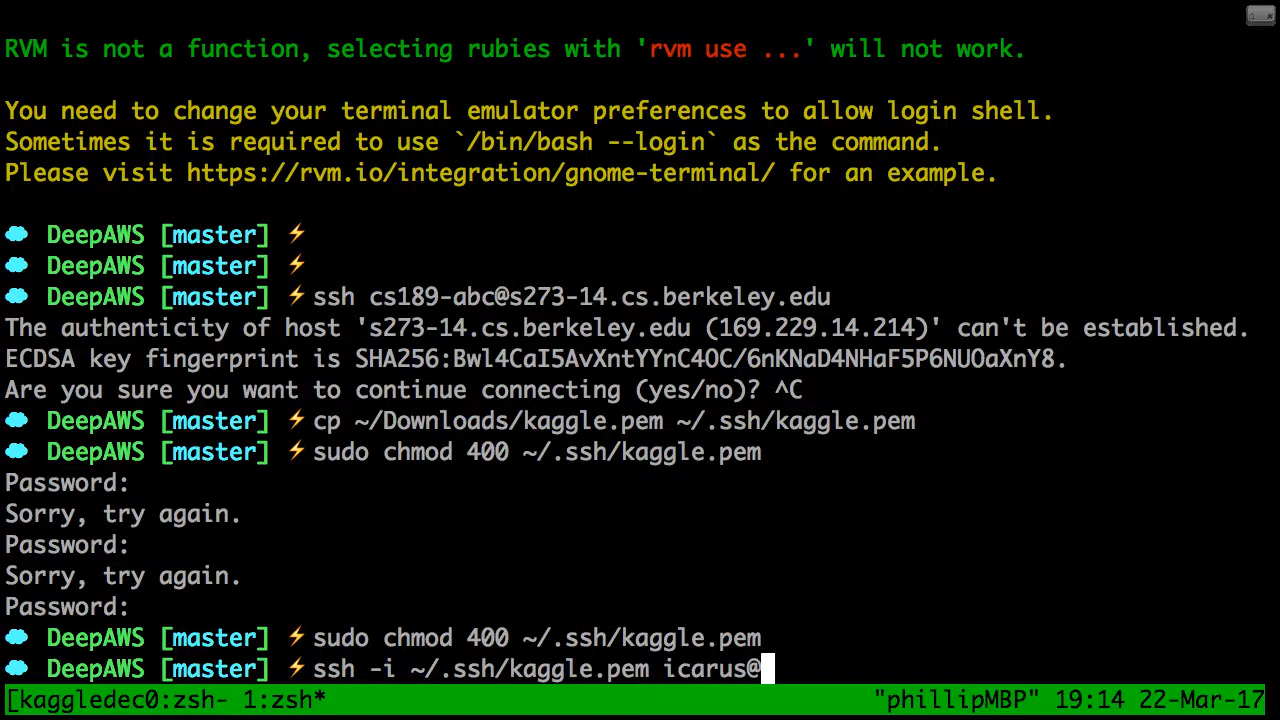 RVM is not a function, selecting rubies with 'rvm use ...' will not work.
You need to change your terminal emulator preferences to allow login shell.
Sometimes it is required to use `/bin/bash --login` as the command.
Please visit https://rvm.io/integration/gnome-terminal/ for an example.
DeepAWS [master] ⚡
DeepAWS [master] ⚡
DeepAWS [master] ⚡ssh cs189-abc@s273-14.cs.berkeley.edu
The authenticity of host 's273-14.cs.berkeley.edu (169.229.14.214)' can't be established.
ECDSA key fingerprint is SHA256:Bwl4CaI5AvXntYYnC4OC/6nKNaD4NHaF5P6NUOaXnY8.
Are you sure you want to continue connecting (yes/no)? ^C
DeepAWS [master] ⚡cp ~/Downloads/kaggle.pem ~/.ssh/kaggle.pem
DeepAWS [master] ⚡sudo chmod 400 ~/.ssh/kaggle.pem
Password:
Sorry, try again.
Password:
Sorry, try again.
Password:
DeepAWS [master] ⚡sudo chmod 400 ~/.ssh/kaggle.pem
DeepAWS [master] ⚡ssh -i ~/.ssh/kaggle.pem icarus@
[kaggledec0:zsh- 1:zsh* "phillipMBP" 19:14 22-Mar-17